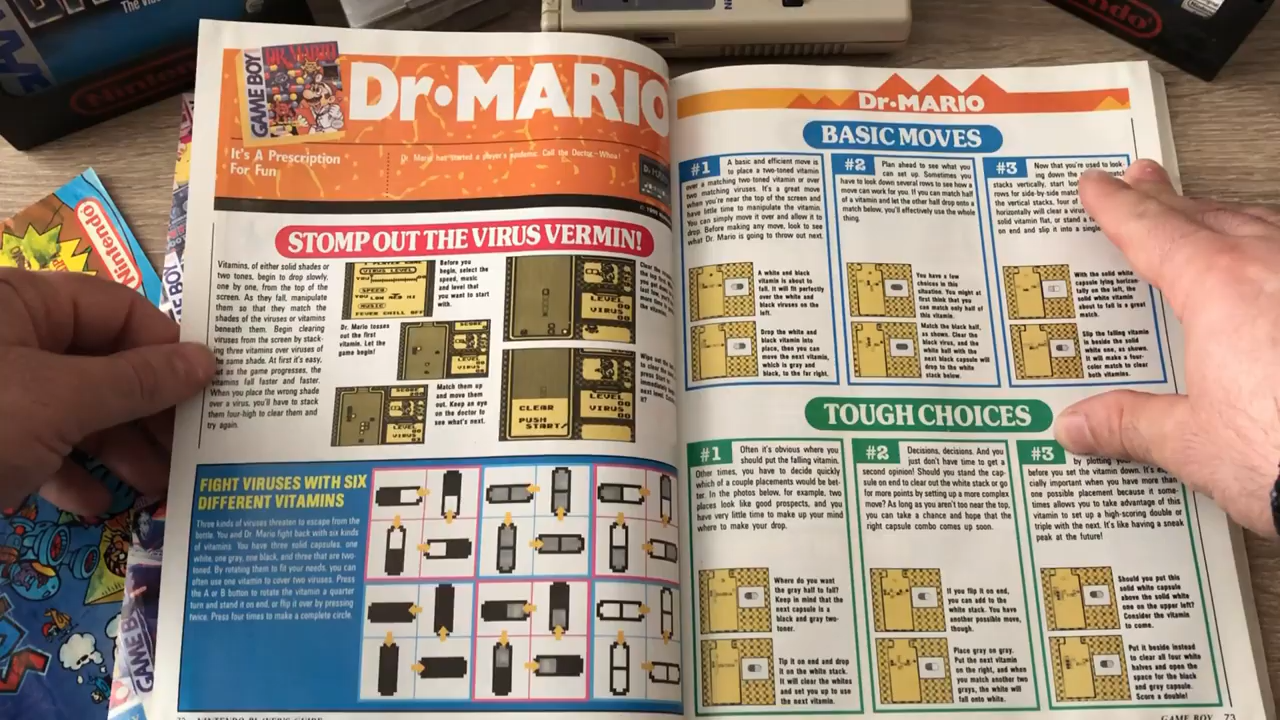 The Vide
Nintendo
Nintendo
GAME BOY
DR. MARIO
Dr. MARIO
It's A Prescription
For Fun
Dr. Mario has started a player's epidemic. Call the Doctor—Whoa!
STOMP OUT THE VIRUS VERMIN!
Vitamins, of either solid shades or
two tones, begin to drop slowly,
one by one, from the top of the
screen. As they fall, manipulate
them so that they match the
shades of the viruses or vitamins
beneath them. Begin clearing
viruses from the screen by stack-
ing three vitamins over viruses of
the same shade. At first it's easy,
but as the game progresses, the
vitamins fall faster and faster.
When you place the wrong shade
over a virus, you'll have to stack
them four-high to clear them and
try again.
VIRUS LEVEL
SPEED
MUSIC
FEVER CHILL OFF
Before you
begin, select the
speed, music
and level that
you want to start
with.
Dr. Mario tosses
out the first
vitamin. Let the
game begin!
Match them up
and move them
out. Keep an eye
on the doctor to
see what's next.
LEVEL
VIRUS
CLEAR
PUSH
START!
LEVEL
VIRUS
FIGHT VIRUSES WITH SIX
DIFFERENT VITAMINS
Three kinds of viruses threaten to escape from the
bottle. You and Dr. Mario fight back with six kinds
of vitamins. You have three solid capsules, one
white, one gray, one black, and three that are two-
toned. By rotating them to fit your needs, you can
often use one vitamin to cover two viruses. Press
the A or B button to rotate the vitamin a quarter
turn and stand it on end, or flip it over by pressing
twice. Press four times to make a complete circle.
72 NINTENDO PLAYER'S GUIDE
Dr. MARIO
BASIC MOVES
#1 A basic and efficient move is
to place a two-toned vitamin
over a matching two-toned vitamin or over
two matching viruses. It's a great move
when you're near the top of the screen and
have little time to manipulate the vitamin.
You can simply move it over and allow it to
drop. Before making any move, look to see
what Dr. Mario is going to throw out next.
A white and black
vitamin is about to
fall. It will fit perfectly
over the white and
black viruses on the
left.
Drop the white
and black vitamin
into place, then you can
move the next vitamin,
which is gray and
black, to the far right.
#2 Plan ahead to see what you
can set up. Sometimes you
have to look down several rows to see how a
move can work for you. If you can match half
of a vitamin and let the other half drop onto a
match below, you'll effectively use the whole
thing.
You have a few
choices in this
situation. You might at
first think that you
can match only half of
this vitamin.
Match the black half,
as shown. Clear the
black virus, and the
white half with the
next black capsule will
drop to the white
stack below.
#3 Now that you're used to look-
ing down the
stacks vertically, start
rows for side-by-side match
the vertical stacks, four of
horizontally will clear a virus
solid vitamin flat, or stand a
on end and slip it into a single
With the solid white
capsule lying horizon-
tally on the left, the
solid white vitamin
about to fall is a great
match.
Slip the falling vitamin
in beside the solid
white one, as shown.
It will make a four-
color match to clear
both vitamins.
TOUGH CHOICES
#1 Often it's obvious where you
should put the falling vitamin.
Other times, you have to decide quickly
which of a couple placements would be bet-
ter. In the photos below, for example, two
places look like good prospects, and you
have very little time to make up your mind
where to make your drop.
Where do you want
the gray half to fall?
Keep in mind that the
next capsule is a
black and gray two-
toner.
Tip it on end and drop
it on the white stack.
It will clear the whites
and set you up to use
the next vitamin.
#2 Decisions, decisions. And you
just don't have time to get a
second opinion! Should you stand the cap-
sule on end to clear out the white stack or go
for more points by setting up a more complex
move? As long as you aren't too near the top,
you can take a chance and hope that the
right capsule combo comes up soon.
If you flip it on end,
you can add to the
white stack. You have
another possible move,
though.
Place gray on gray.
Put the next vitamin
on the right, and when
you match another two
grays, the white will
fall onto white.
#3
by plotting
before you set the vitamin down. It's
cially important when you have more than
one possible placement because it some-
times allows you to take advantage of this
vitamin to set up a high-scoring double or
triple with the next. It's like having a sneak
peak at the future!
Should you put this
solid white capsule
above the solid white
one on the upper left?
Consider the vitamin
to come.
Put it beside instead
to clear all four white
halves and open the
space for the black
and grey capsule.
Score a double!
GAME BOY 73